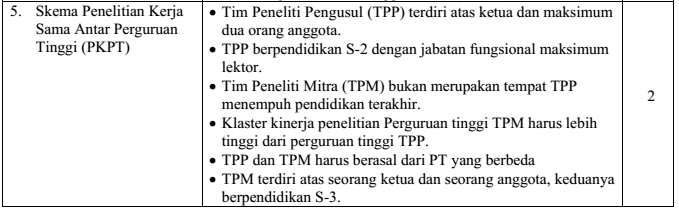 5. Skema Penelitian Kerja
Sama Antar Perguruan
Tinggi (PKPT)
• Tim Peneliti Pengusul (TPP) terdiri atas ketua dan maksimum
dua orang anggota.
• TPP berpendidikan S-2 dengan jabatan fungsional maksimum
lektor.
• Tim Peneliti Mitra (TPM) bukan merupakan tempat TPP
menempuh pendidikan terakhir.
• Klaster kinerja penelitian Perguruan tinggi TPM harus lebih
tinggi dari perguruan tinggi TPP.
• TPP dan TPM harus berasal dari PT yang berbeda
• TPM terdiri atas seorang ketua dan seorang anggota, keduanya
berpendidikan S-3.
2